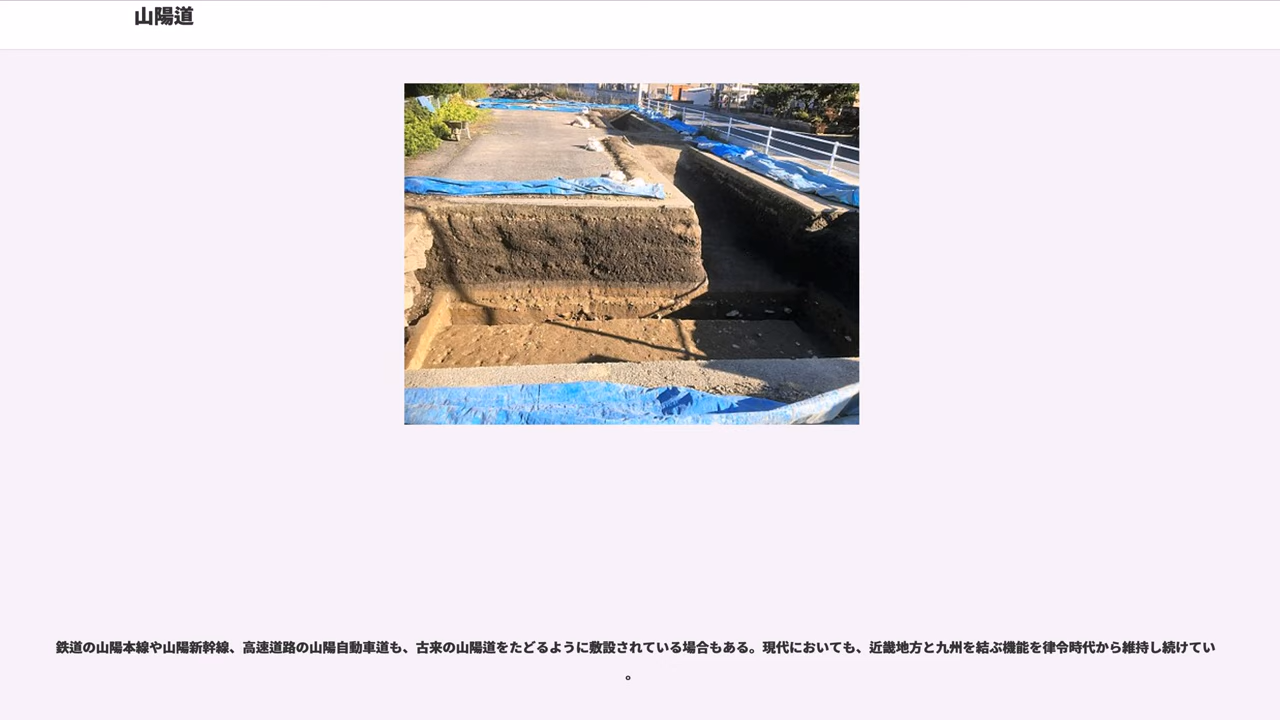 山陽道
鉄道の山陽本線や山陽新幹線、高速道路の山陽自動車道も、古来の山陽道をたどるように敷設されている場合もある。現代においても、近畿地方と九州を結ぶ機能を律令時代から維持し続けてい
。